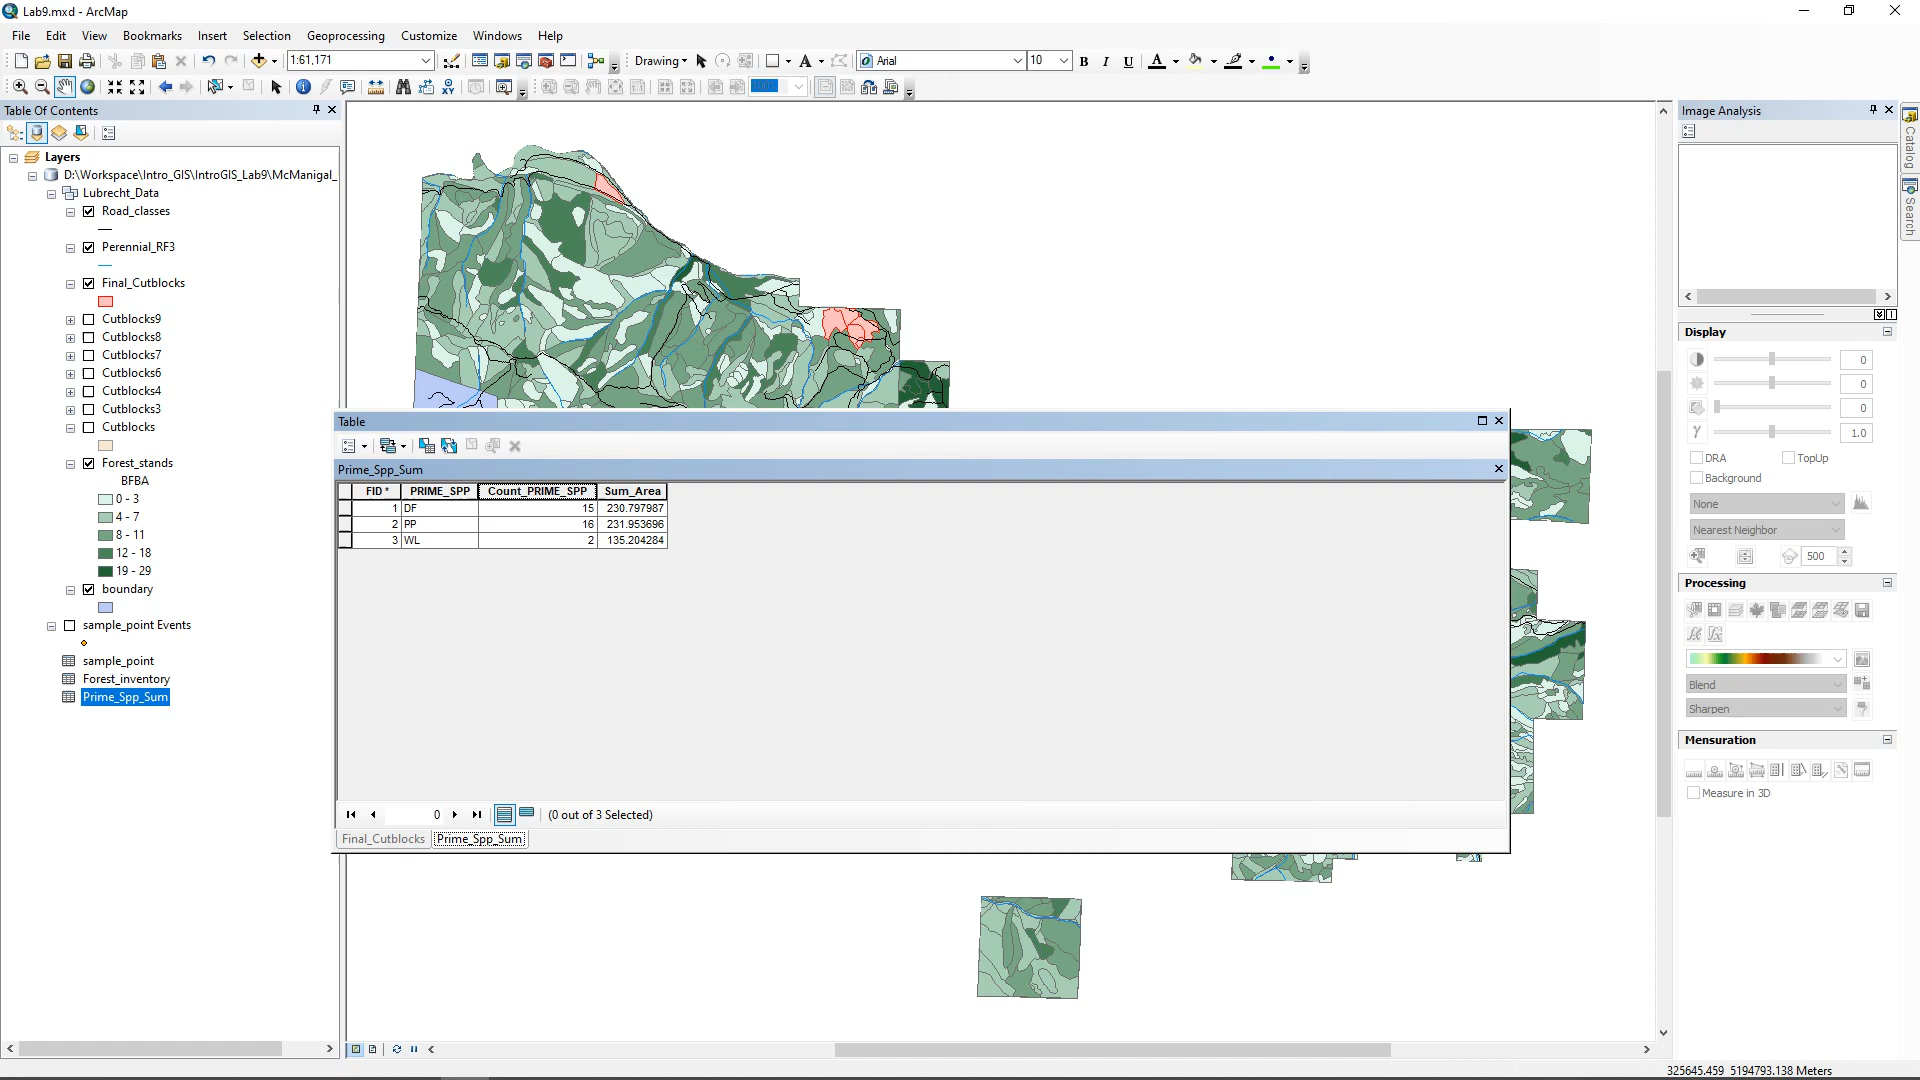 Lab9.mxd - ArcMap
File Edit View Bookmarks Insert Selection Geoprocessing Customize Windows Help
1:61,171 Drawing A Arial 10 B I U A
100%
Table Of Contents
Layers
D:\Workspace\Intro_GIS\IntroGIS_Lab9\McManigal_
Lubrecht_Data
Road_classes
Perennial_RF3
Final_Cutblocks
Cutblocks9
Cutblocks8
Cutblocks7
Cutblocks6
Cutblocks4
Cutblocks3
Cutblocks
Forest_stands
BFBA
0 - 3
4 - 7
8 - 11
12 - 18
19 - 29
boundary
sample_point Events
sample_point
Forest_inventory
Prime_Spp_Sum
Table
Prime_Spp_Sum
FID * PRIME_SPP Count_PRIME_SPP Sum_Area
1 DF 15 230.797987
2 PP 16 231.953696
3 WL 2 135.204284
0 (0 out of 3 Selected)
Final_Cutblocks Prime_Spp_Sum
Image Analysis
Display
0
0
0
γ 1.0
DRA TopUp
Background
None
Nearest Neighbor
500
Processing
Blend
Sharpen
Mensuration
Measure in 3D
Catalog
Search
325645.459 5194793.138 Meters